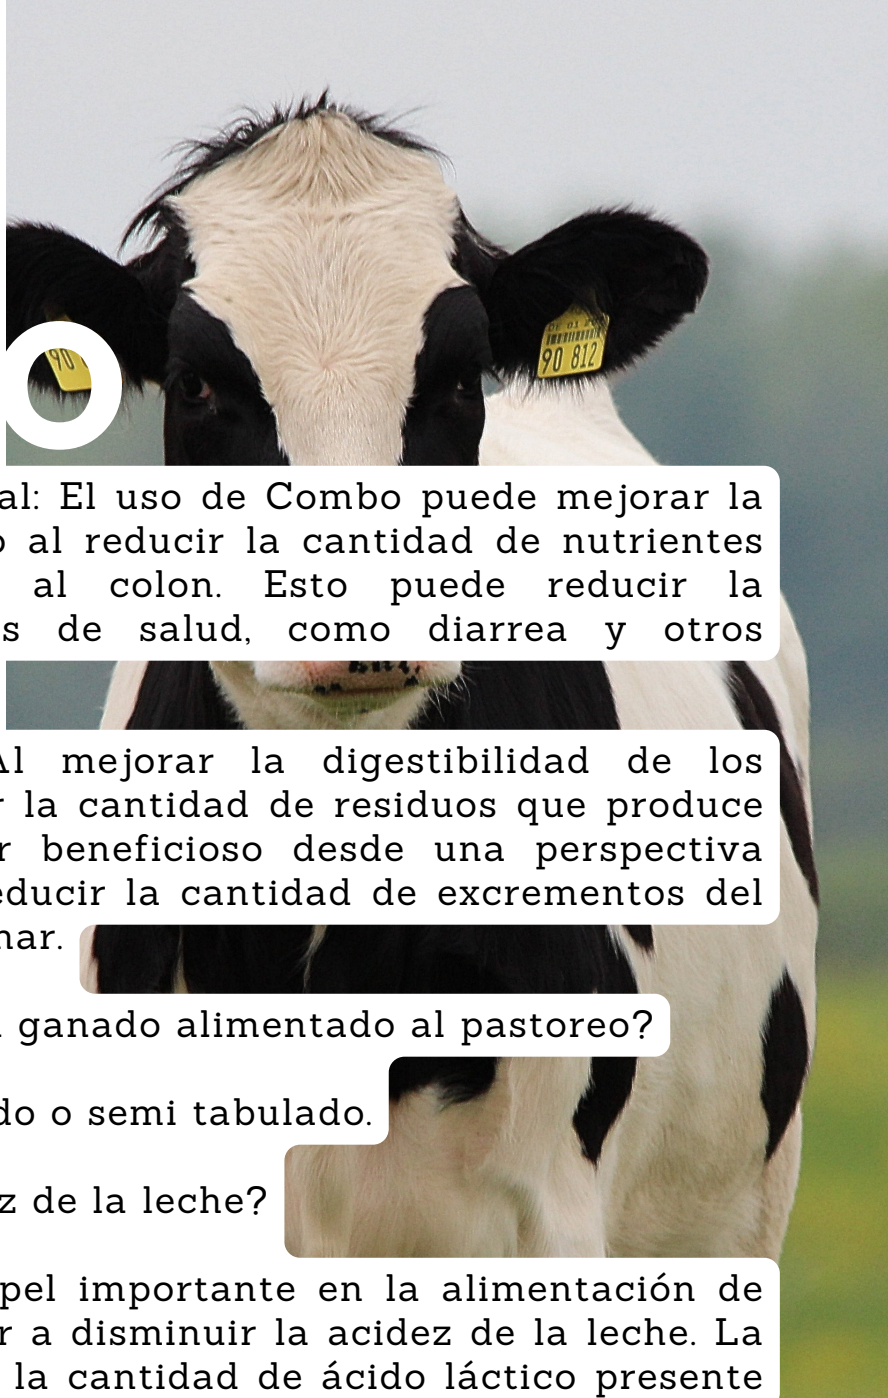 DE 01
90 812
90
O
al: El uso de Combo puede mejorar la
o al reducir la cantidad de nutrientes
al colon. Esto puede reducir la
s de salud, como diarrea y otros
Al mejorar la digestibilidad de los
r la cantidad de residuos que produce
r beneficioso desde una perspectiva
educir la cantidad de excrementos del
nar.
ganado alimentado al pastoreo?
do o semi tabulado.
z de la leche?
pel importante en la alimentación de
r a disminuir la acidez de la leche. La
la cantidad de ácido láctico presente